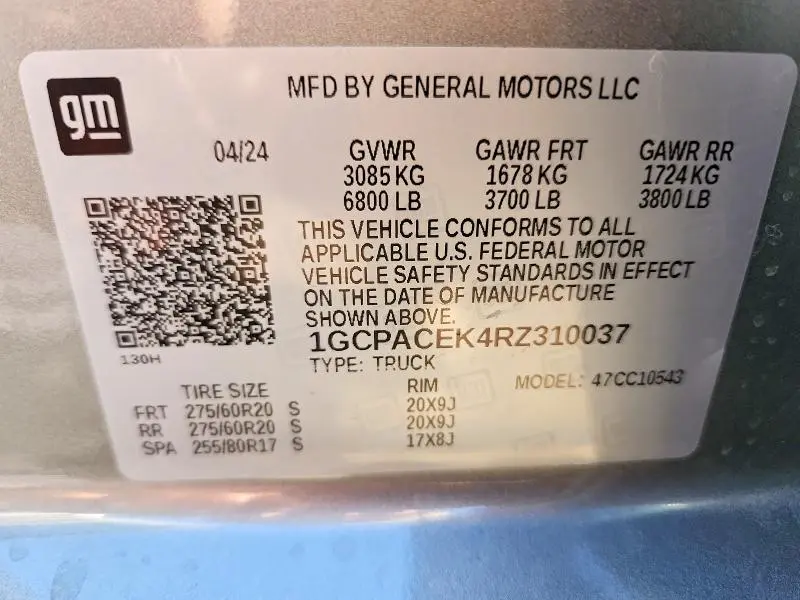 gm
MFD BY GENERAL MOTORS LLC
04/24 GVWR GAWR FRT GAWR RR
3085 KG 1678 KG 1724 KG
6800 LB 3700 LB 3800 LB
THIS VEHICLE CONFORMS TO ALL
APPLICABLE U.S. FEDERAL MOTOR
VEHICLE SAFETY STANDARDS IN EFFECT
ON THE DATE OF MANUFACTURE
SHOWN ABOVE.
1GCPACEK4RZ310037
130H
TYPE: TRUCK
TIRE SIZE RIM MODEL: 47CC10543
FRT 275/60R20 S 20X9J
RR 275/60R20 S 20X9J
SPA 255/80R17 S 17X8J